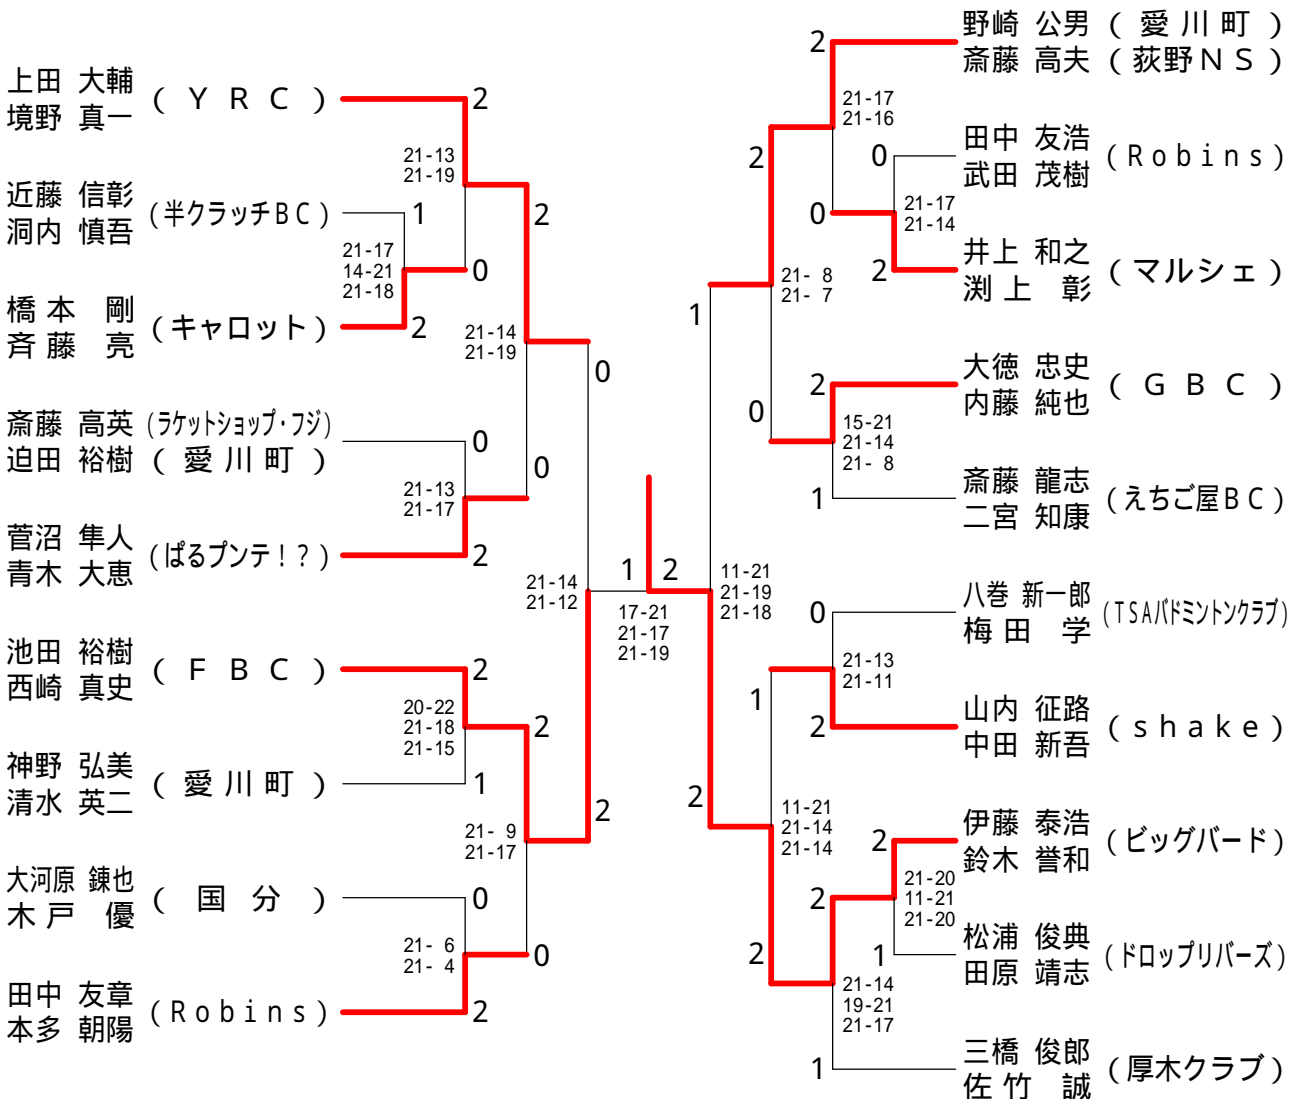 上田 大輔
境野 真一
( Y R C )
2
21-13
21-19
近藤 信彰
洞内 慎吾
(半クラッチBC)
1
2
21-17
14-21
21-18
0
橋本 剛
斉藤 亮
(キャロット)
2
21-14
21-19
0
斎藤 高英 (ラケットショップ・フジ)
迫田 裕樹 ( 愛川町 )
0
0
21-13
21-17
菅沼 隼人
青木 大恵
(ぱるプンテ!?)
2
21-14
21-12
池田 裕樹
西崎 真史
( F B C )
2
20-22
21-18
21-15
2
神野 弘美
清水 英二
( 愛川町 )
1
2
21- 9
21-17
大河原 錬也
木戸 優
( 国 分 )
0
21- 6
21- 4
0
田中 友章
本多 朝陽
(Robins)
2
1 2
17-21
21-17
21-19
野崎 公男 ( 愛川町 )
斎藤 高夫 (荻野NS)
2
21-17
21-16
田中 友浩
武田 茂樹
(Robins)
0
2
21-17
21-14
0
井上 和之
渕上 彰
(マルシェ)
2
21- 8
21- 7
1
大徳 忠史
内藤 純也
( G B C )
2
0
15-21
21-14
21- 8
斎藤 龍志
二宮 知康
(えちご屋BC)
1
11-21
21-19
21-18
八巻 新一郎
梅田 学
(TSAバドミントンクラブ)
0
21-13
21-11
1
山内 征路
中田 新吾
(shake)
2
2
11-21
21-14
21-14
伊藤 泰浩
鈴木 誉和
(ビッグバード)
2
21-20
11-21
21-20
2
松浦 俊典
田原 靖志
(ドロップリバーズ)
1
2
21-14
19-21
21-17
三橋 俊郎
佐竹 誠
(厚木クラブ)
1